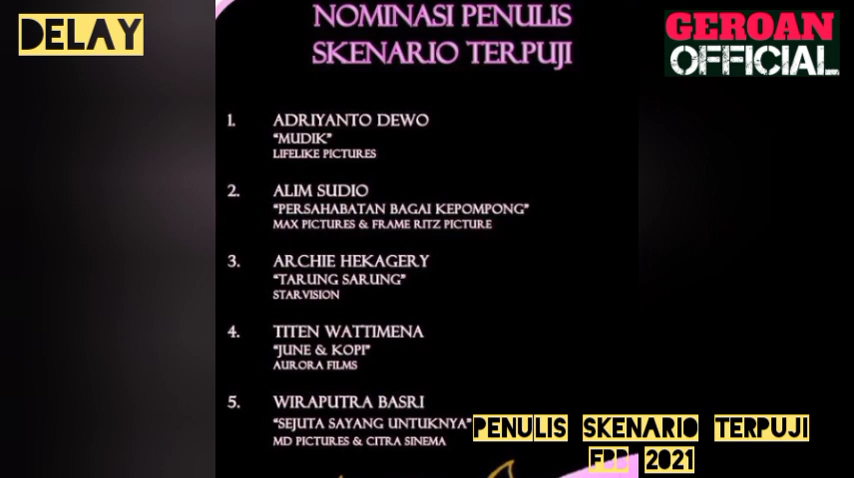 DELAY
GEROAN
OFFICIAL
NOMINASI PENULIS
SKENARIO TERPUJI
1. ADRIYANTO DEWO
"MUDIK"
LIFELIKE PICTURES
2. ALIM SUDIO
"PERSAHABATAN BAGAI KEPOMPONG"
MAX PICTURES & FRAME RITZ PICTURE
3. ARCHIE HEKAGERY
"TARUNG SARUNG"
STARVISION
4. TITEN WATTIMENA
"JUNE & KOPI"
AURORA FILMS
5. WIRAPUTRA BASRI
"SEJUTA SAYANG UNTUKNYA"
MD PICTURES & CITRA SINEMA
PENULIS SKENARIO TERPUJI
FBB 2021